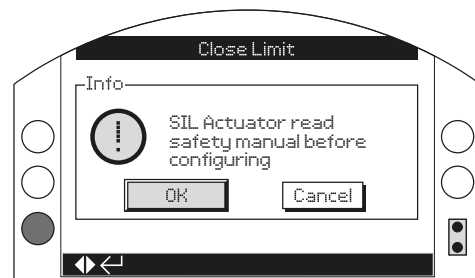 Close Limit
Info
SIL Actuator read
safety manual before
configuring
OK
Cancel